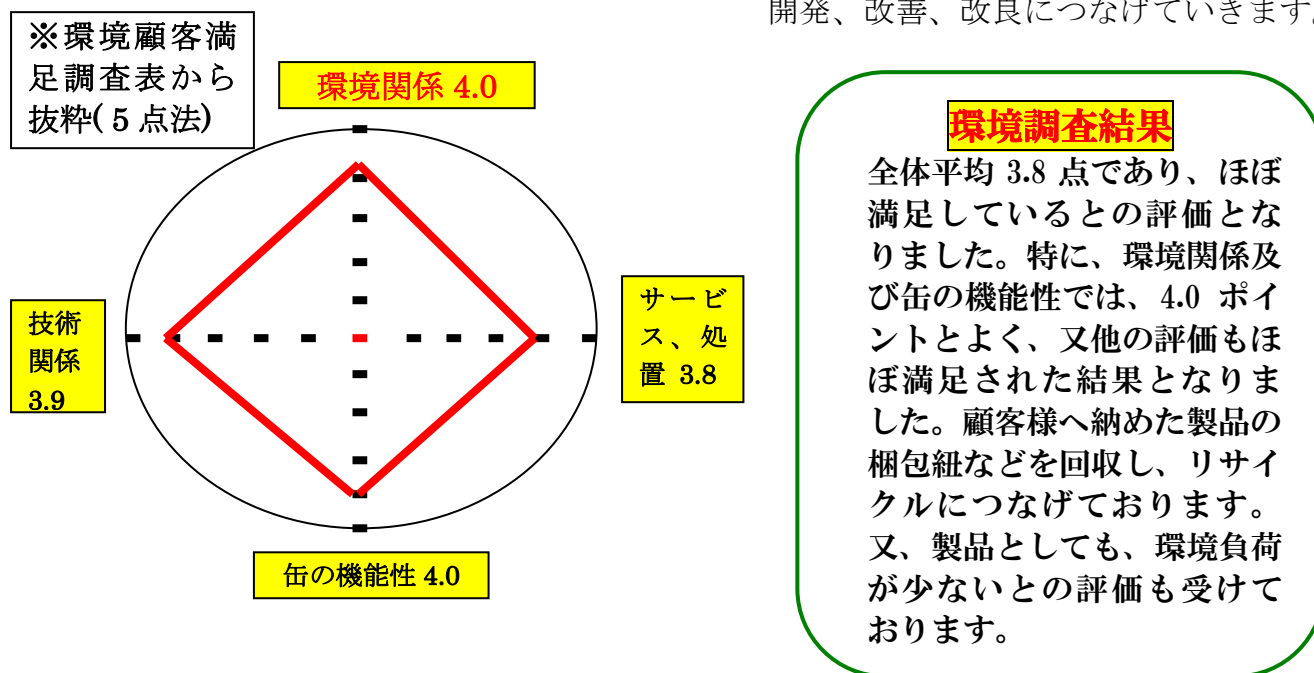 開発、改善、改良につなげていきます。
※環境顧客満
足調査表から
抜粋(５点法)
環境関係 4.0
技術
関係
3.9
サービ
ス、処
置 3.8
缶の機能性 4.0
環境調査結果
全体平均 3.8 点であり、ほぼ
満足しているとの評価とな
りました。特に、環境関係及
び缶の機能性では、4.0 ポイ
ントとよく、又他の評価もほ
ぼ満足された結果となりま
した。顧客様へ納めた製品の
梱包紐などを回収し、リサイ
クルにつなげております。
又、製品としても、環境負荷
が少ないとの評価も受けて
おります。